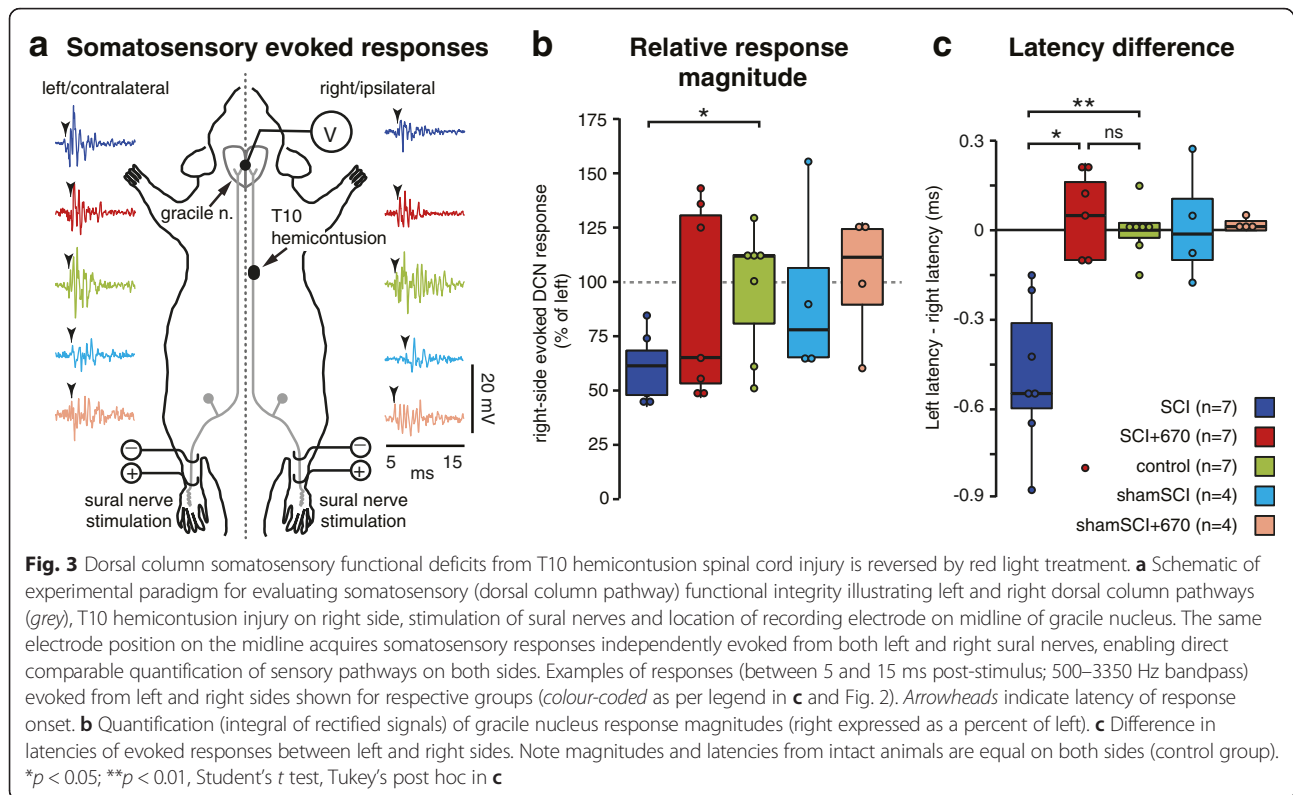 a Somatosensory evoked responses
left/contralateral
right/ipsilateral
V
gracile n.
T10
hemicontusion
20 mV
5 15
ms
− −
+ +
sural nerve
stimulation
sural nerve
stimulation
b Relative response
magnitude
*
right-side evoked DCN response
(% of left)
175
150
125
100
75
50
25
0
c Latency difference
**
* ns
Left latency - right latency (ms)
0.3
0
-0.3
-0.6
-0.9
SCI (n=7)
SCI+670 (n=7)
control (n=7)
shamSCI (n=4)
shamSCI+670 (n=4)
Fig. 3 Dorsal column somatosensory functional deficits from T10 hemicontusion spinal cord injury is reversed by red light treatment. a Schematic of
experimental paradigm for evaluating somatosensory (dorsal column pathway) functional integrity illustrating left and right dorsal column pathways
(grey), T10 hemicontusion injury on right side, stimulation of sural nerves and location of recording electrode on midline of gracile nucleus. The same
electrode position on the midline acquires somatosensory responses independently evoked from both left and right sural nerves, enabling direct
comparable quantification of sensory pathways on both sides. Examples of responses (between 5 and 15 ms post-stimulus; 500–3350 Hz bandpass)
evoked from left and right sides shown for respective groups (colour-coded as per legend in c and Fig. 2). Arrowheads indicate latency of response
onset. b Quantification (integral of rectified signals) of gracile nucleus response magnitudes (right expressed as a percent of left). c Difference in
latencies of evoked responses between left and right sides. Note magnitudes and latencies from intact animals are equal on both sides (control group).
*p < 0.05; **p < 0.01, Student's t test, Tukey's post hoc in c